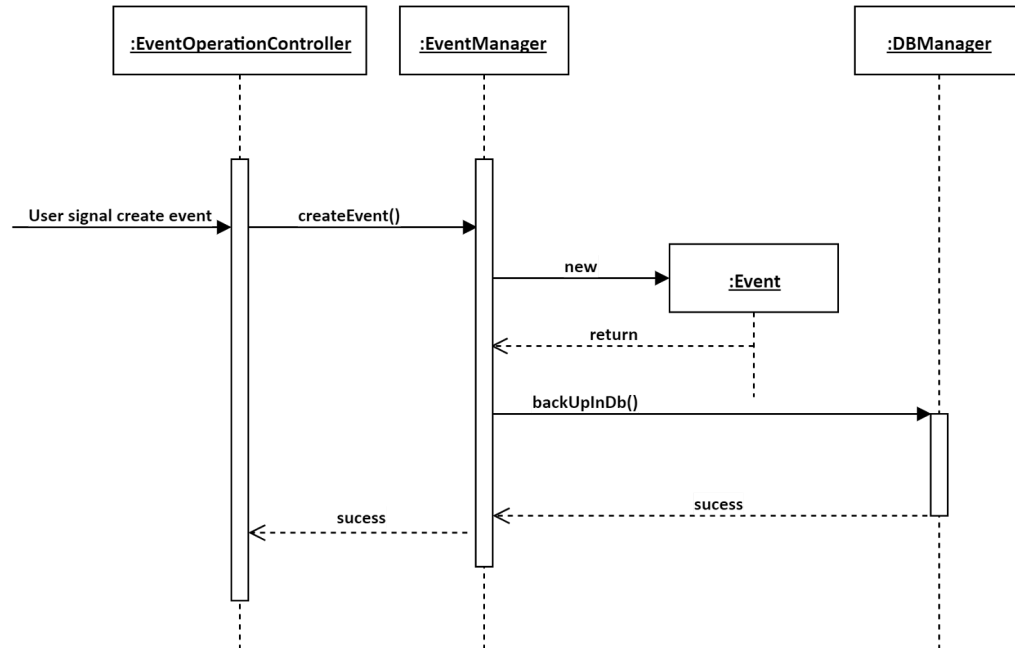 :EventOperationController
:EventManager
:DBManager
User signal create event
createEvent()
new
:Event
return
backUpInDb()
sucess
sucess